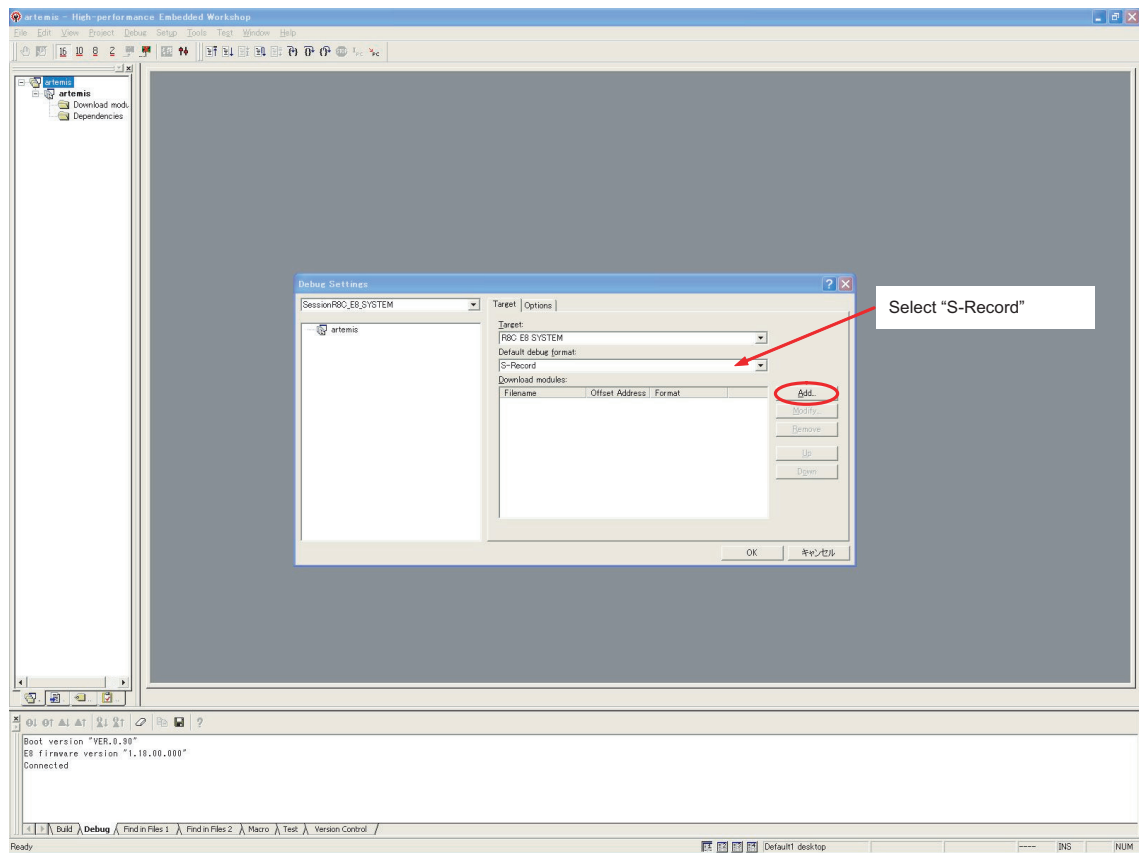 artemis - High-performance Embedded Workshop
File Edit View Project Debug Setup Tools Test Window Help
16 10 8 2
artemis
artemis
Download modu
Dependencies
Debug Settings
SessionR8C_E8_SYSTEM
artemis
Target Options
Target:
R8C E8 SYSTEM
Default debug format:
S-Record
Download modules:
Filename Offset Address Format
Add...
Modify...
Remove
Up
Down
OK キャンセル
Select “S-Record”
Boot version "VER.0.90"
E8 firmware version "1.18.00.000"
Connected
Build Debug Find in Files 1 Find in Files 2 Macro Test Version Control
Ready Default1 desktop ---- INS NUM